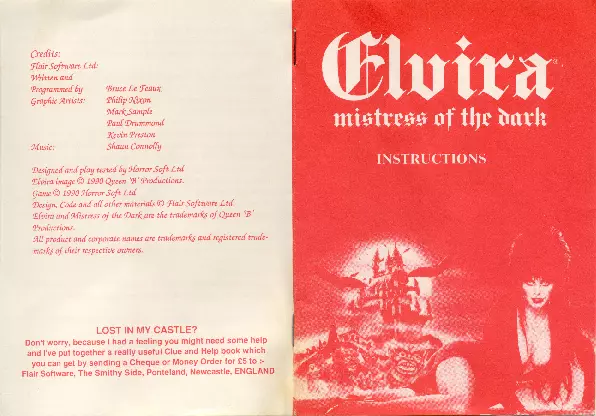 Credits:
Flair Software Ltd:
Written and
Programmed by Bruce Le Feaux
Graphic Artists: Philip Nixon
Mark Sample
Paul Drummond
Kevin Preston
Music: Shaun Connolly
Designed and play tested by Horror Soft Ltd
Elvira image © 1990 Queen 'B' Productions.
Game © 1990 Horror Soft Ltd
Design, Code and all other materials © Flair Software Ltd.
Elvira and Mistress of the Dark are the trademarks of Queen 'B'
Productions.
All product and corporate names are trademarks and registered trade-
marks of their respective owners.
LOST IN MY CASTLE?
Don't worry, because I had a feeling you might need some help
and I've put together a really useful Clue and Help book which
you can get by sending a Cheque or Money Order for £5 to :-
Flair Software, The Smithy Side, Ponteland, Newcastle, ENGLAND
Elvira®
mistress of the dark
INSTRUCTIONS